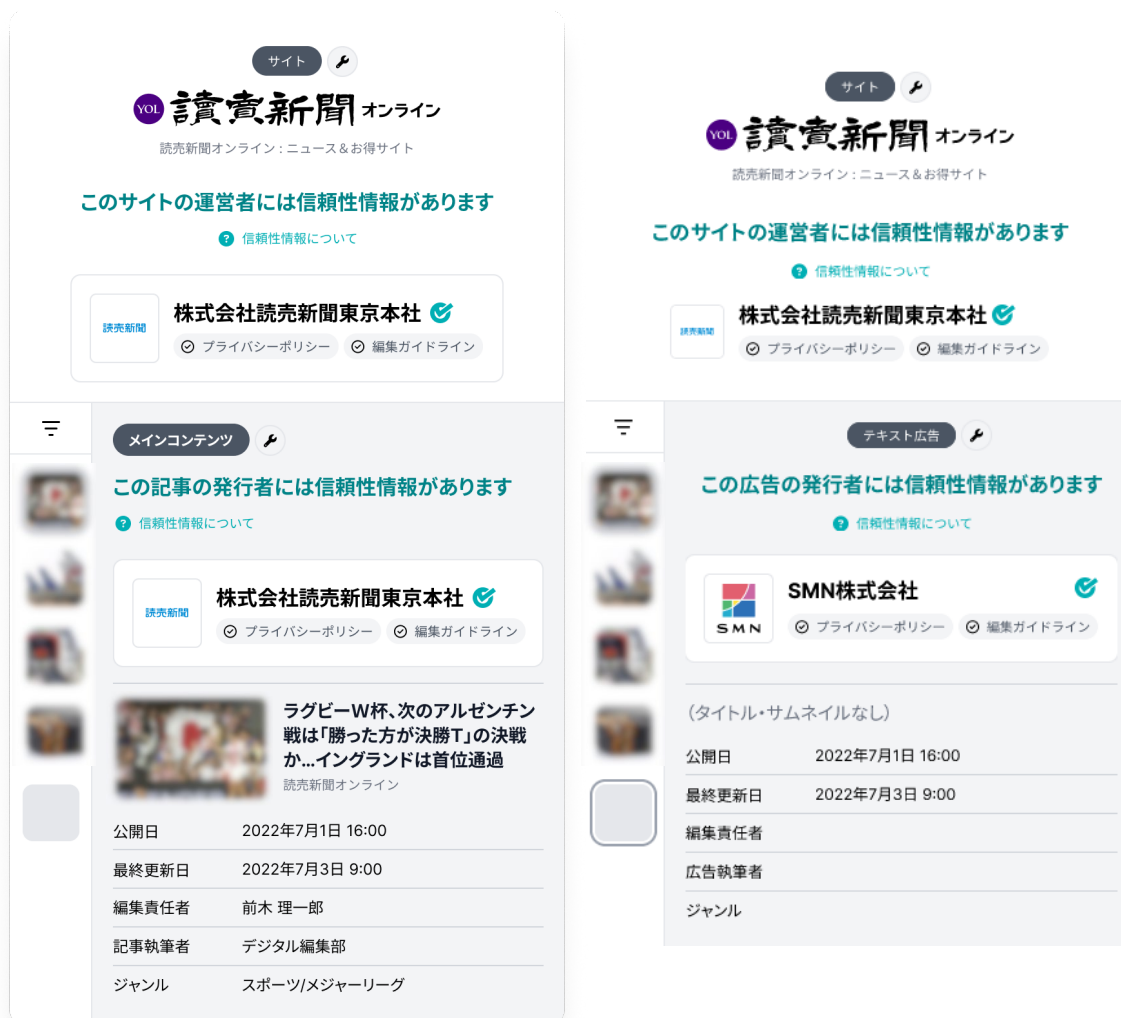 サイト
YOL 讀賣新聞 オンライン
読売新聞オンライン : ニュース＆お得サイト
このサイトの運営者には信頼性情報があります
? 信頼性情報について
読売新聞
株式会社読売新聞東京本社
プライバシーポリシー
編集ガイドライン
メインコンテンツ
この記事の発行者には信頼性情報があります
? 信頼性情報について
読売新聞
株式会社読売新聞東京本社
プライバシーポリシー
編集ガイドライン
ラグビーW杯、次のアルゼンチン
戦は「勝った方が決勝T」の決戦
か…イングランドは首位通過
読売新聞オンライン
公開日 2022年7月1日 16:00
最終更新日 2022年7月3日 9:00
編集責任者 前木 理一郎
記事執筆者 デジタル編集部
ジャンル スポーツ/メジャーリーグ
サイト
YOL 讀賣新聞 オンライン
読売新聞オンライン : ニュース＆お得サイト
このサイトの運営者には信頼性情報があります
? 信頼性情報について
読売新聞
株式会社読売新聞東京本社
プライバシーポリシー
編集ガイドライン
テキスト広告
この広告の発行者には信頼性情報があります
? 信頼性情報について
SMN
SMN株式会社
プライバシーポリシー
編集ガイドライン
（タイトル・サムネイルなし）
公開日 2022年7月1日 16:00
最終更新日 2022年7月3日 9:00
編集責任者
広告執筆者
ジャンル